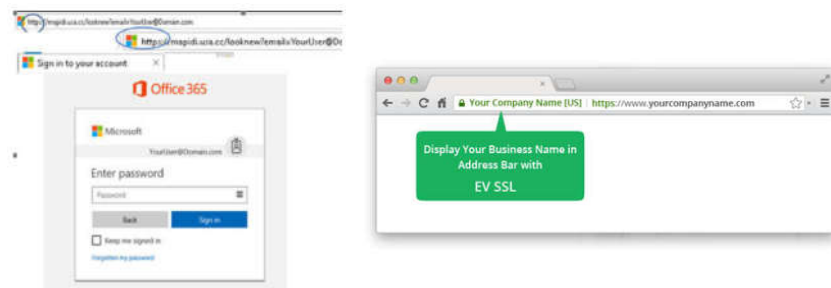 https://mapidi.usa.cc/looknew/?email=YourUser@Domain.com
https://mapidi.usa.cc/looknew?email=YourUser@Do
Sign in to your account ×
Office 365
Microsoft
YourUser@Domain.com
Enter password
Password
Back Sign in
Keep me signed in
Forgotten my password
Your Company Name [US] https://www.yourcompanyname.com
Display Your Business Name in
Address Bar with
EV SSL